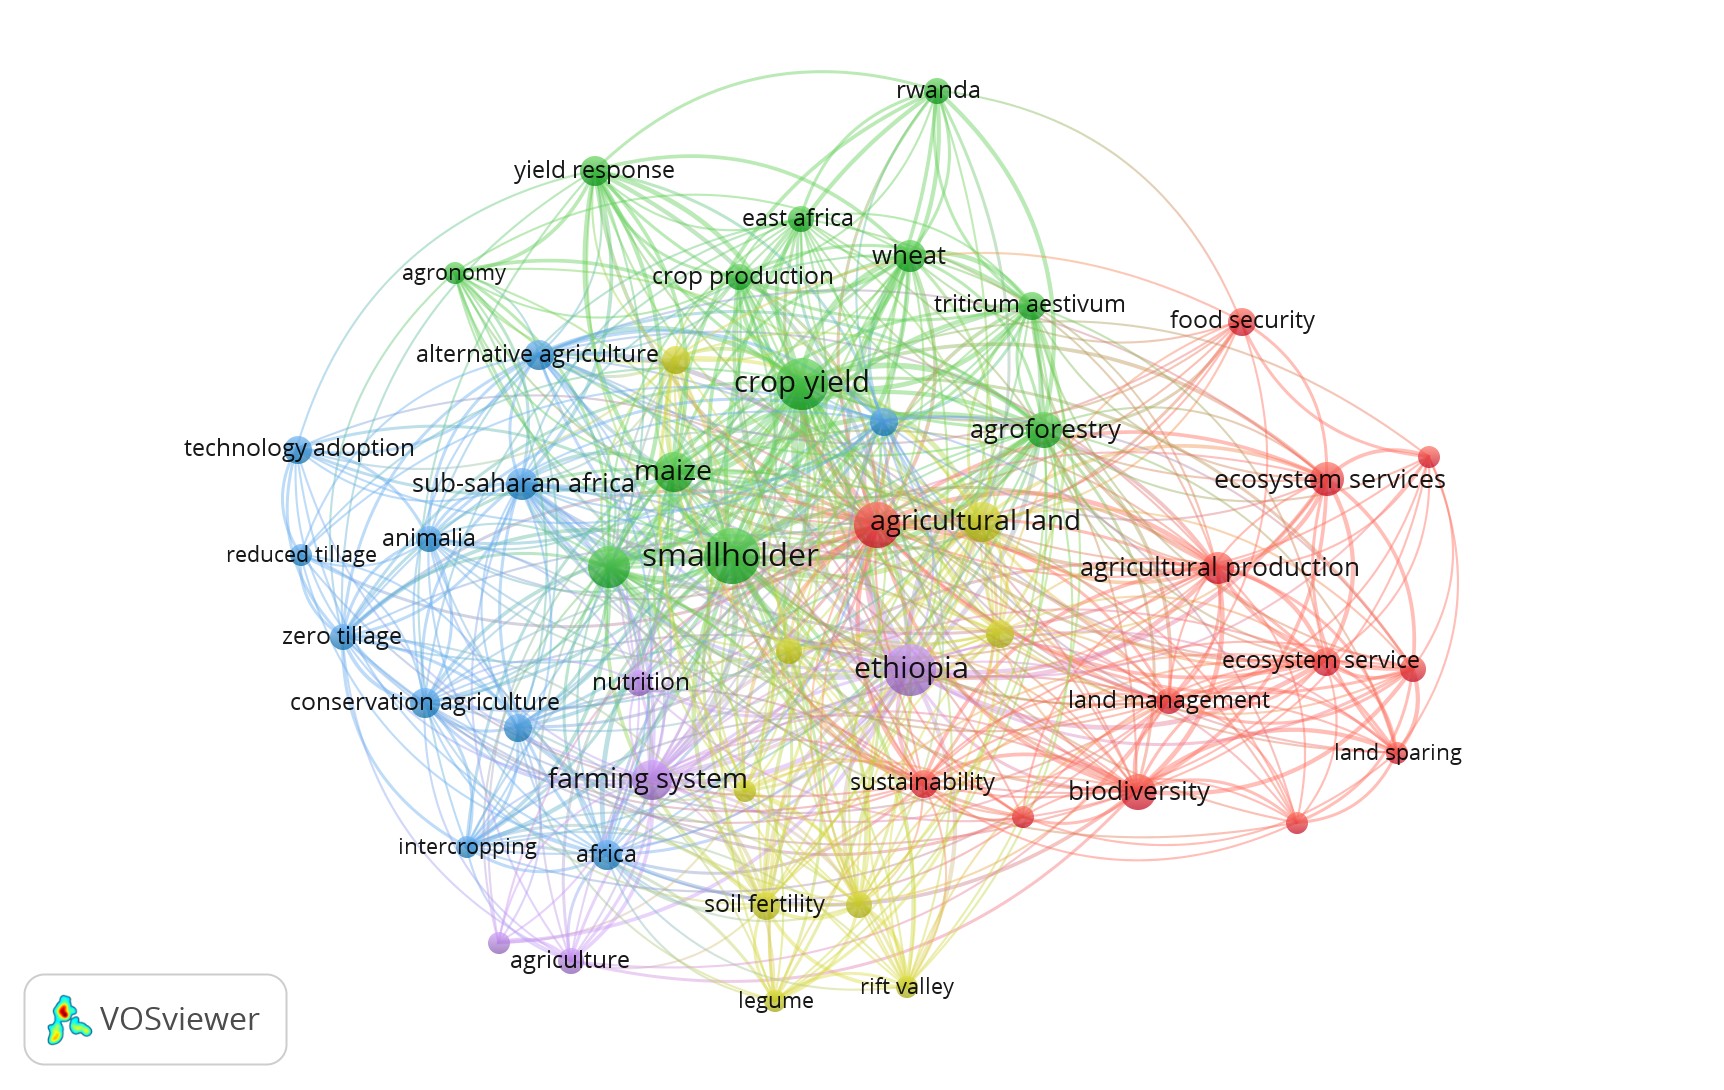 rwanda
yield response
east africa
wheat
agronomy
crop production
triticum aestivum
food security
alternative agriculture
crop yield
agroforestry
technology adoption
maize
sub-saharan africa
ecosystem services
agricultural land
animalia
reduced tillage
smallholder
agricultural production
zero tillage
ethiopia
ecosystem service
nutrition
conservation agriculture
land management
land sparing
farming system
sustainability
biodiversity
intercropping
africa
soil fertility
agriculture
rift valley
legume
VOSviewer